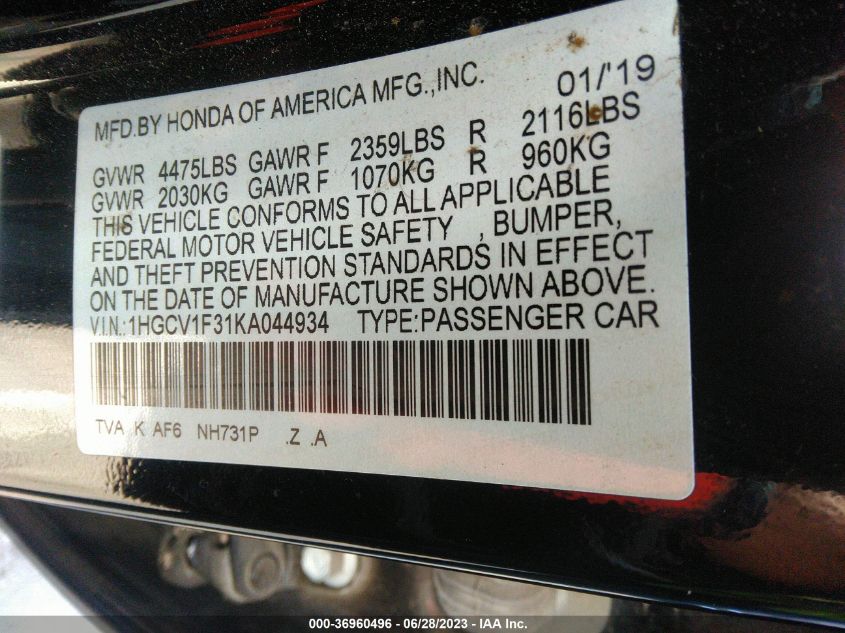 MFD.BY HONDA OF AMERICA MFG.,INC. 01/'19
GVWR 4475LBS GAWR F 2359LBS R 2116LBS
GVWR 2030KG GAWR F 1070KG R 960KG
THIS VEHICLE CONFORMS TO ALL APPLICABLE
FEDERAL MOTOR VEHICLE SAFETY , BUMPER,
AND THEFT PREVENTION STANDARDS IN EFFECT
ON THE DATE OF MANUFACTURE SHOWN ABOVE.
V.I.N.:1HGCV1F31KA044934 TYPE:PASSENGER CAR
TVA K AF6 NH731P .Z .A
000-36960496 - 06/28/2023 - IAA Inc.